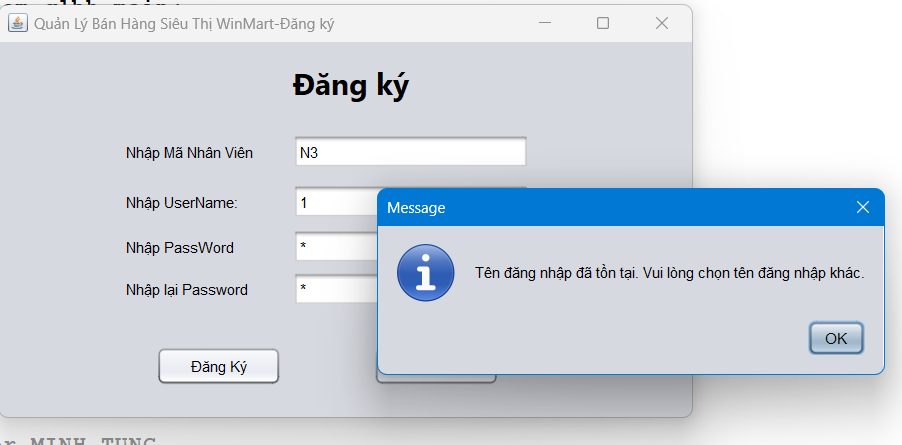 Quản Lý Bán Hàng Siêu Thị WinMart-Đăng ký
Đăng ký
Nhập Mã Nhân Viên N3
Nhập UserName: 1
Message
Nhập PassWord *
Tên đăng nhập đã tồn tại. Vui lòng chọn tên đăng nhập khác.
Nhập lại Password *
OK
Đăng Ký
MINH TUNG